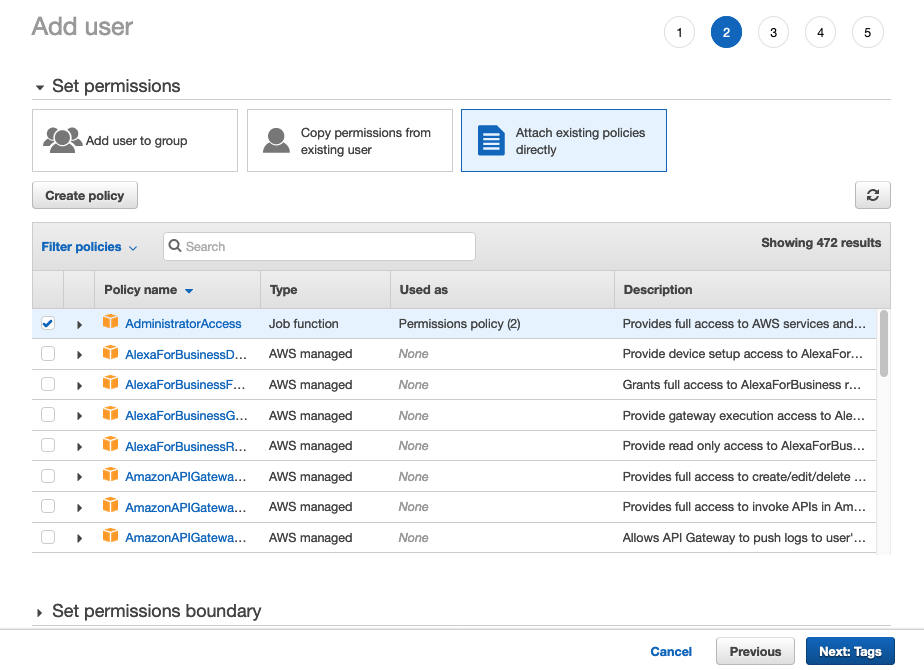 Add user
1 2 3 4 5
Set permissions
Add user to group
Copy permissions from
existing user
Attach existing policies
directly
Create policy
Filter policies
Search
Showing 472 results
Policy name Type Used as Description
AdministratorAccess Job function Permissions policy (2) Provides full access to AWS services and...
AlexaForBusinessD... AWS managed None Provide device setup access to AlexaFor...
AlexaForBusinessF... AWS managed None Grants full access to AlexaForBusiness r...
AlexaForBusinessG... AWS managed None Provide gateway execution access to Ale...
AlexaForBusinessR... AWS managed None Provide read only access to AlexaForBus...
AmazonAPIGatewa... AWS managed None Provides full access to create/edit/delete ...
AmazonAPIGatewa... AWS managed None Provides full access to invoke APIs in Am...
AmazonAPIGatewa... AWS managed None Allows API Gateway to push logs to user'...
Set permissions boundary
Cancel Previous Next: Tags